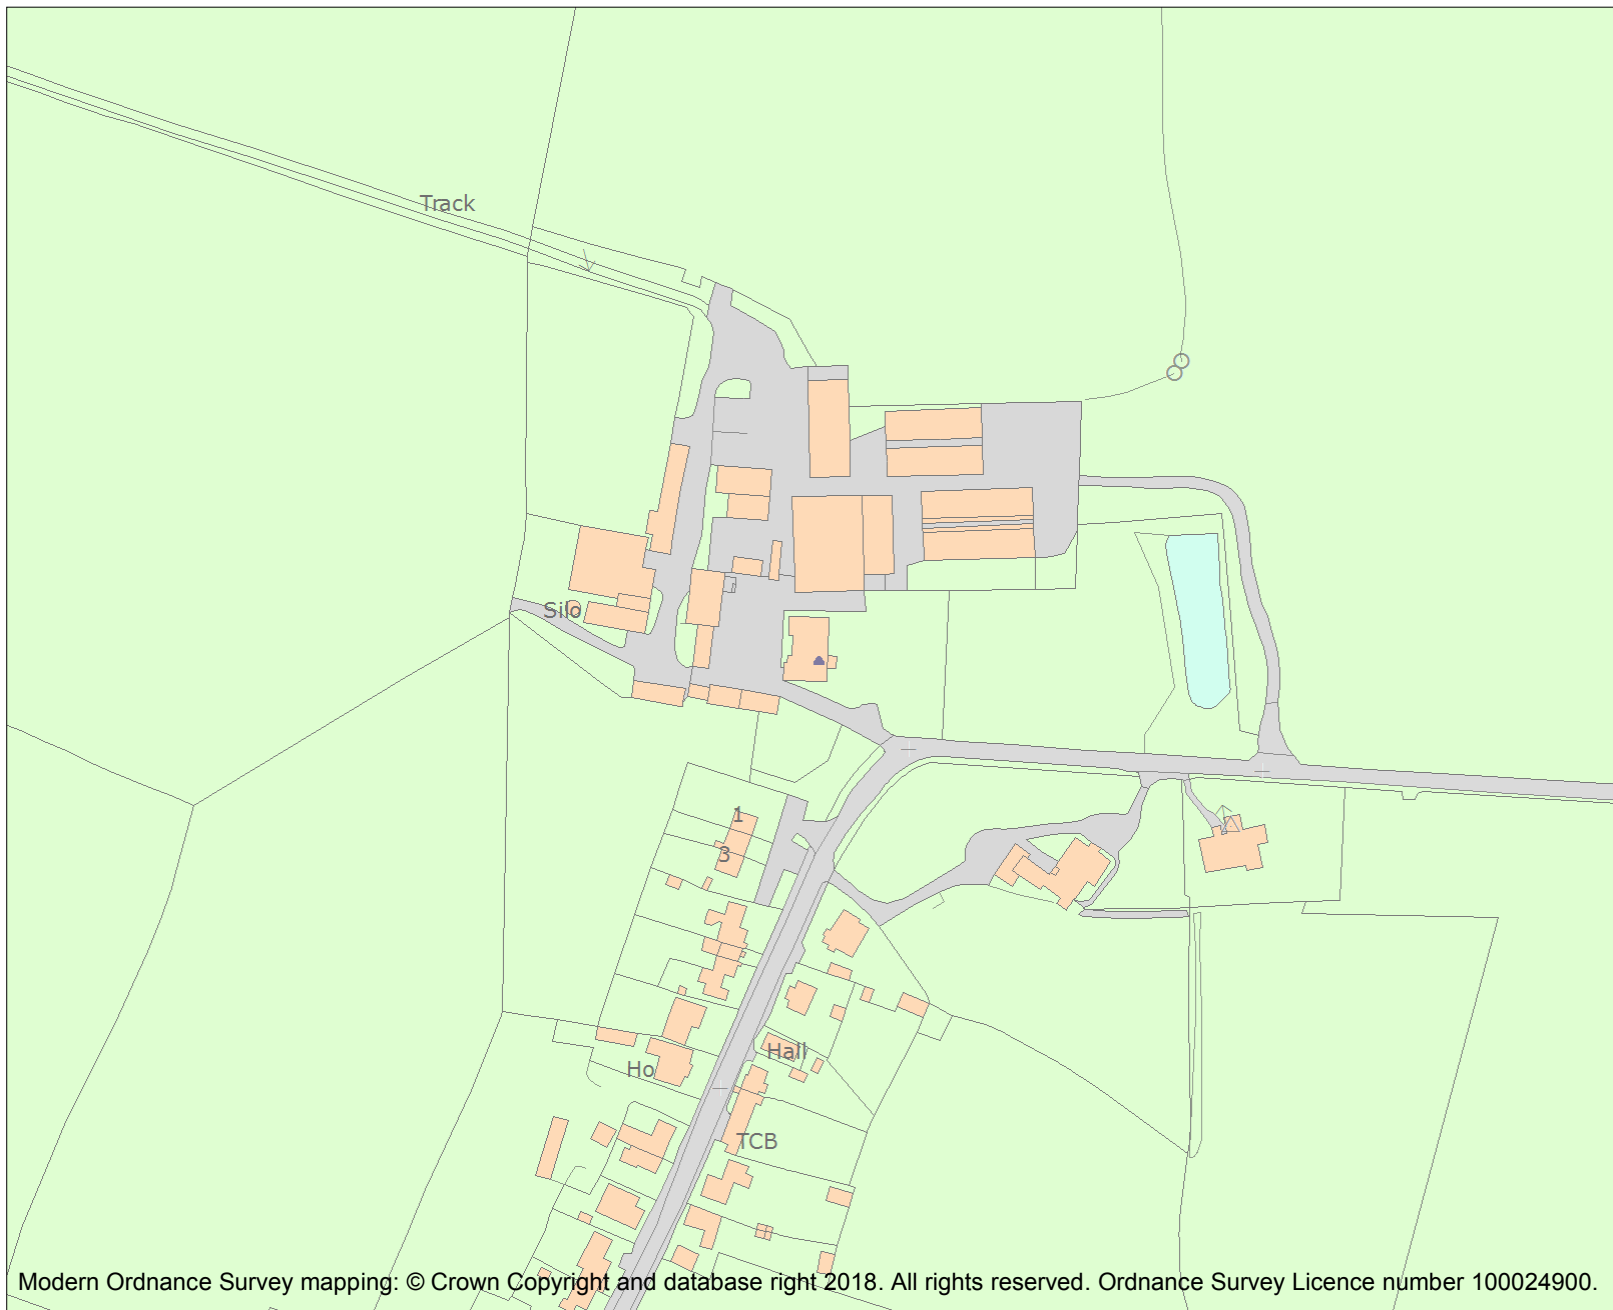 Track
Silo
1
3
Hall
Ho
TCB
Modern Ordnance Survey mapping: © Crown Copyright and database right 2018. All rights reserved. Ordnance Survey Licence number 100024900.